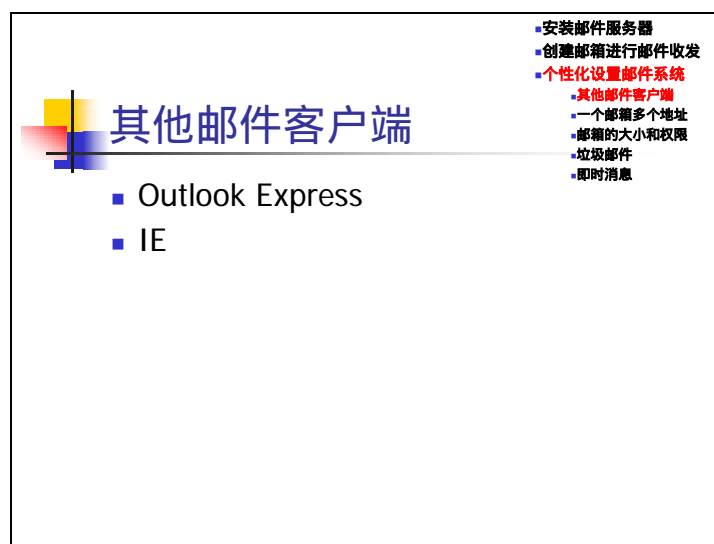 安装邮件服务器
创建邮箱进行邮件收发
个性化设置邮件系统
其他邮件客户端
一个邮箱多个地址
邮箱的大小和权限
垃圾邮件
即时消息
其他邮件客户端
Outlook Express
IE